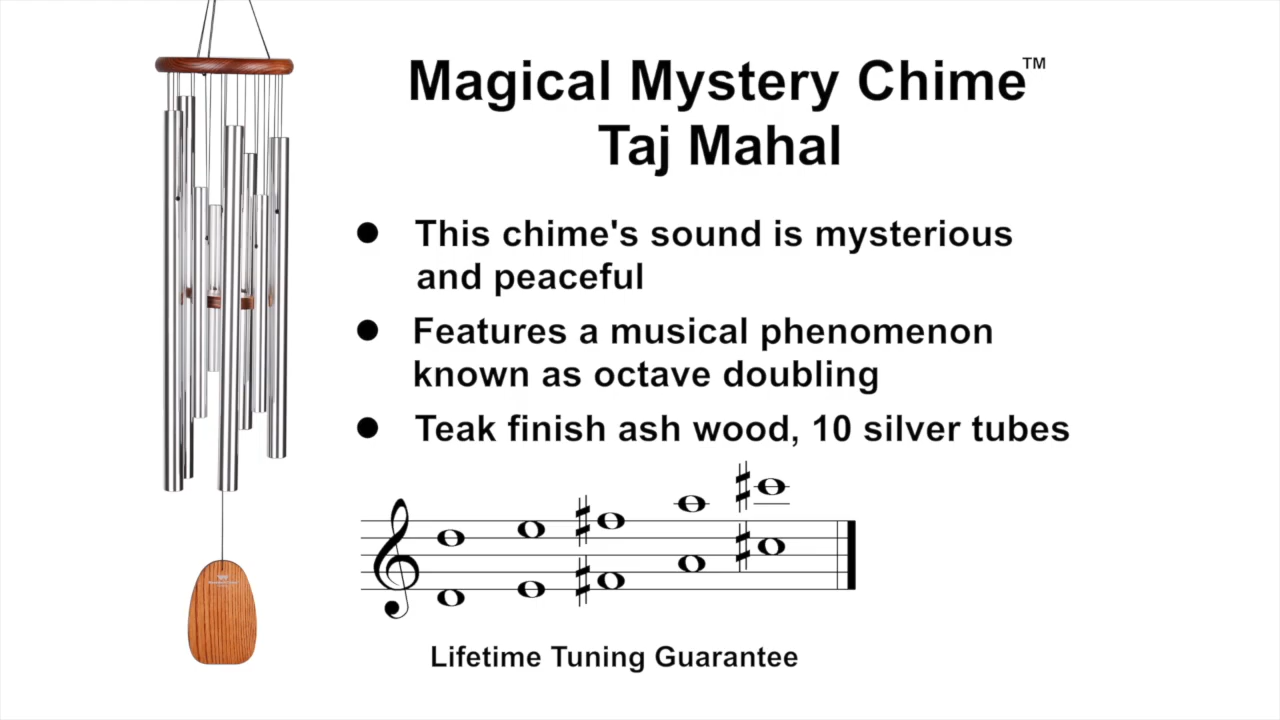 Magical Mystery Chime™
Taj Mahal
● This chime's sound is mysterious
and peaceful
● Features a musical phenomenon
known as octave doubling
● Teak finish ash wood, 10 silver tubes
Lifetime Tuning Guarantee